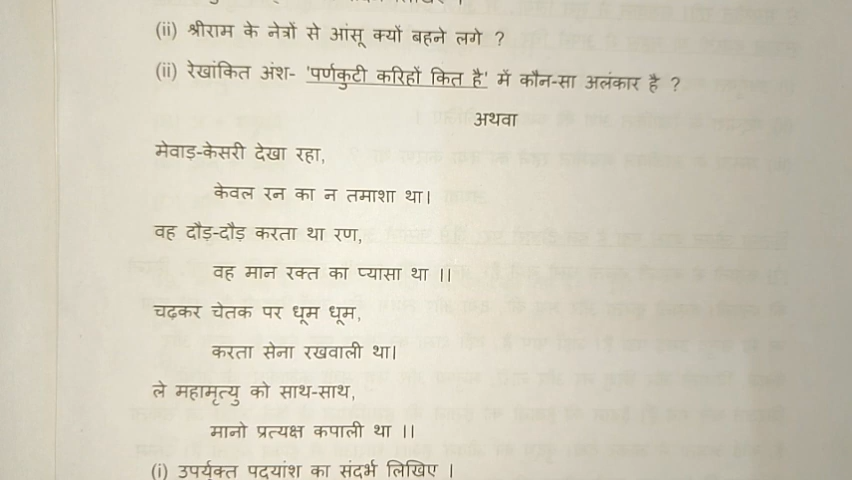 (ii) श्रीराम के नेत्रों से आंसू क्यों बहने लगे ?
(ii) रेखांकित अंश- 'पर्णकुटी करिहौं कित है' में कौन-सा अलंकार है ?
अथवा
मेवाड़-केसरी देखा रहा,
केवल रन का न तमाशा था।
वह दौड़-दौड़ करता था रण,
वह मान रक्त का प्यासा था ।।
चढ़कर चेतक पर धूम धूम,
करता सेना रखवाली था।
ले महामृत्यु को साथ-साथ,
मानो प्रत्यक्ष कपाली था ।।
(i) उपर्युक्त पद्यांश का संदर्भ लिखिए ।